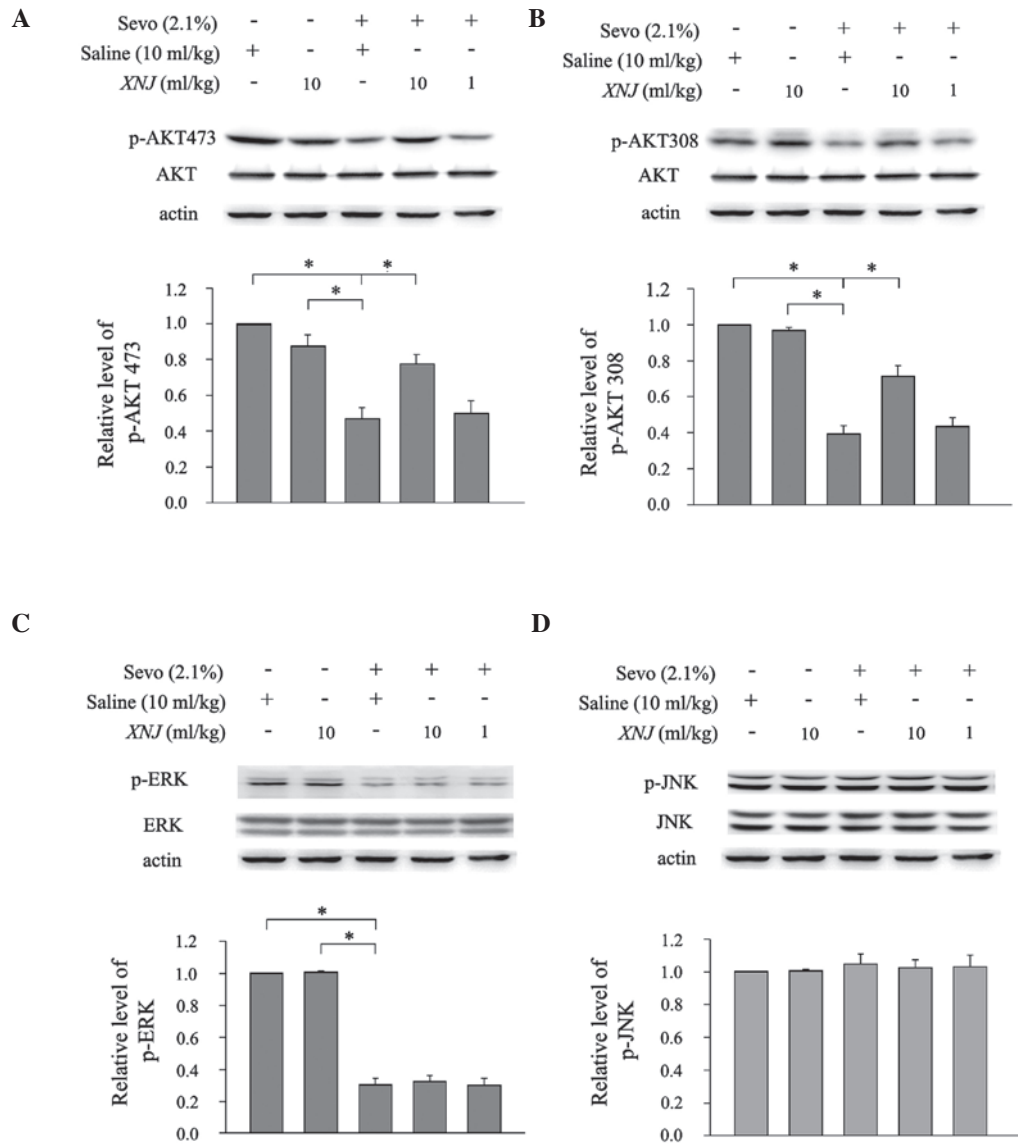 A
Sevo (2.1%) - - + + +
Saline (10 ml/kg) + - + - -
XNJ (ml/kg) - 10 - 10 1
p-AKT473
AKT
actin
* *
*
Relative level of
p-AKT 473
1.2
1.0
0.8
0.6
0.4
0.2
0.0
B
Sevo (2.1%) - - + + +
Saline (10 ml/kg) + - + - -
XNJ (ml/kg) - 10 - 10 1
p-AKT308
AKT
actin
* *
*
Relative level of
p-AKT 308
1.2
1.0
0.8
0.6
0.4
0.2
0.0
C
Sevo (2.1%) - - + + +
Saline (10 ml/kg) + - + - -
XNJ (ml/kg) - 10 - 10 1
p-ERK
ERK
actin
*
*
Relative level of
p-ERK
1.2
1.0
0.8
0.6
0.4
0.2
0.0
D
Sevo (2.1%) - - + + +
Saline (10 ml/kg) + - + - -
XNJ (ml/kg) - 10 - 10 1
p-JNK
JNK
actin
Relative level of
p-JNK
1.2
1.0
0.8
0.6
0.4
0.2
0.0